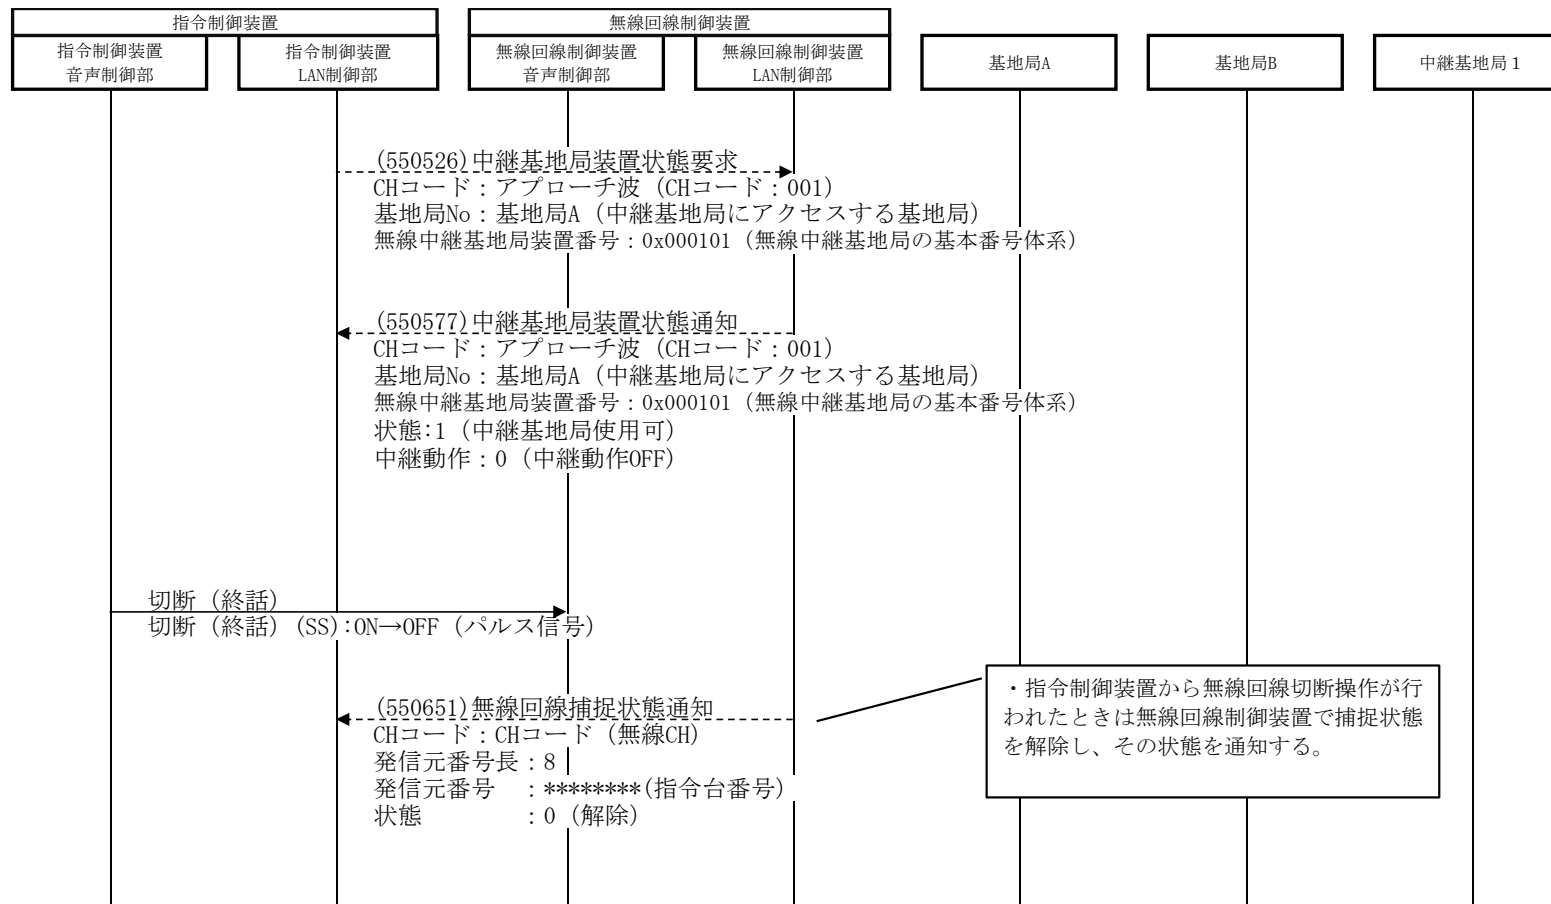 指令制御装置
無線回線制御装置
指令制御装置
音声制御部
指令制御装置
LAN制御部
無線回線制御装置
音声制御部
無線回線制御装置
LAN制御部
基地局A
基地局B
中継基地局１
(550526)中継基地局装置状態要求
CHコード：アプローチ波（CHコード：001）
基地局No：基地局A（中継基地局にアクセスする基地局）
無線中継基地局装置番号：0x000101（無線中継基地局の基本番号体系）
(550577)中継基地局装置状態通知
CHコード：アプローチ波（CHコード：001）
基地局No：基地局A（中継基地局にアクセスする基地局）
無線中継基地局装置番号：0x000101（無線中継基地局の基本番号体系）
状態:1（中継基地局使用可）
中継動作：0（中継動作OFF）
切断（終話）
切断（終話）(SS):ON→OFF（パルス信号）
(550651)無線回線捕捉状態通知
CHコード：CHコード（無線CH）
発信元番号長：8
発信元番号　：********(指令台番号)
状態　　　　：0（解除）
・指令制御装置から無線回線切断操作が行
われたときは無線回線制御装置で捕捉状態
を解除し、その状態を通知する。